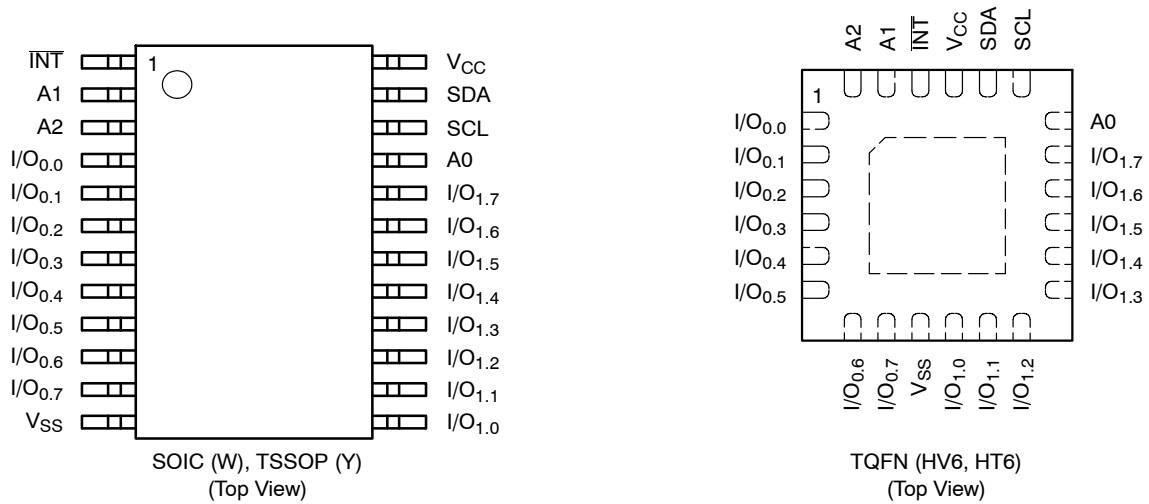 INT
A1
A2
I/O0.0
I/O0.1
I/O0.2
I/O0.3
I/O0.4
I/O0.5
I/O0.6
I/O0.7
VSS
1
VCC
SDA
SCL
A0
I/O1.7
I/O1.6
I/O1.5
I/O1.4
I/O1.3
I/O1.2
I/O1.1
I/O1.0
SOIC (W), TSSOP (Y)
(Top View)
A2
A1
INT
VCC
SDA
SCL
1
I/O0.0
I/O0.1
I/O0.2
I/O0.3
I/O0.4
I/O0.5
A0
I/O1.7
I/O1.6
I/O1.5
I/O1.4
I/O1.3
I/O0.6
I/O0.7
VSS
I/O1.0
I/O1.1
I/O1.2
TQFN (HV6, HT6)
(Top View)